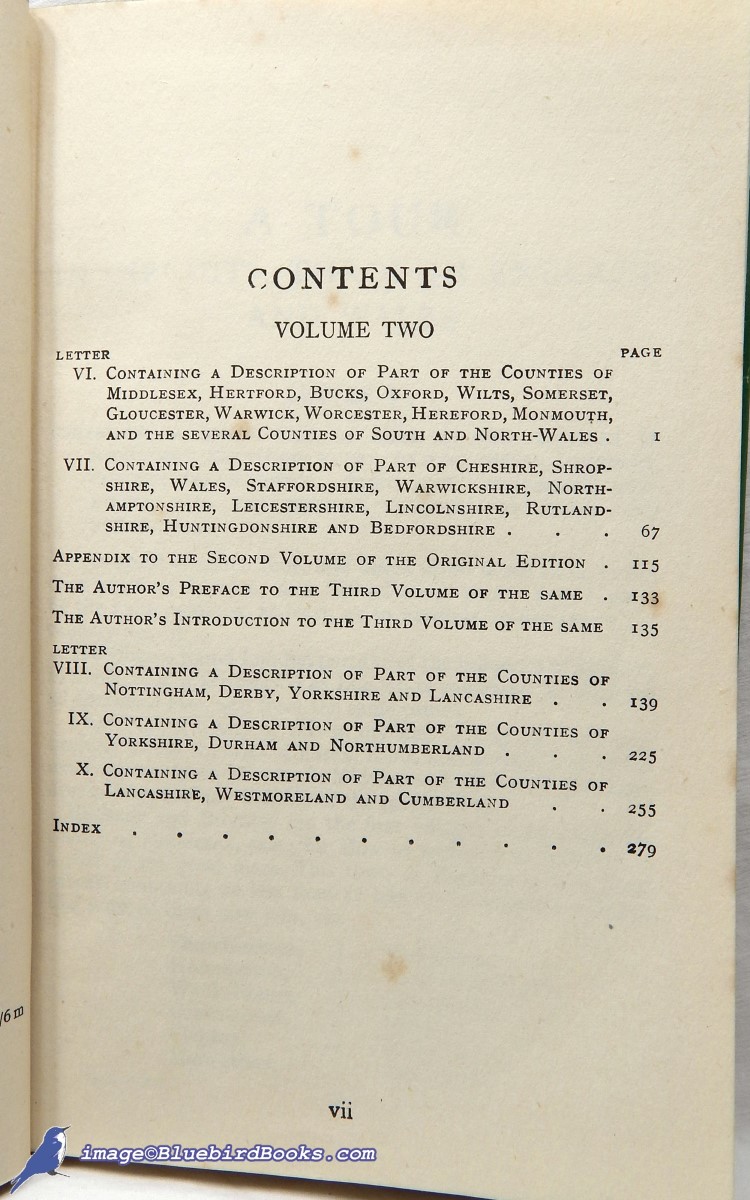 CONTENTS
VOLUME TWO
LETTER PAGE
VI. Containing a Description of Part of the Counties of
Middlesex, Hertford, Bucks, Oxford, Wilts, Somerset,
Gloucester, Warwick, Worcester, Hereford, Monmouth,
and the several Counties of South and North-Wales . 1
VII. Containing a Description of Part of Cheshire, Shrop-
shire, Wales, Staffordshire, Warwickshire, North-
amptonshire, Leicestershire, Lincolnshire, Rutland-
shire, Huntingdonshire and Bedfordshire . . . 67
Appendix to the Second Volume of the Original Edition . 115
The Author's Preface to the Third Volume of the same . 133
The Author's Introduction to the Third Volume of the same 135
LETTER
VIII. Containing a Description of Part of the Counties of
Nottingham, Derby, Yorkshire and Lancashire . . 139
IX. Containing a Description of Part of the Counties of
Yorkshire, Durham and Northumberland . . . 225
X. Containing a Description of Part of the Counties of
Lancashire, Westmoreland and Cumberland . . 255
Index . . . . . . . . . . . 279
/6 m
vii
image©BluebirdBooks.com